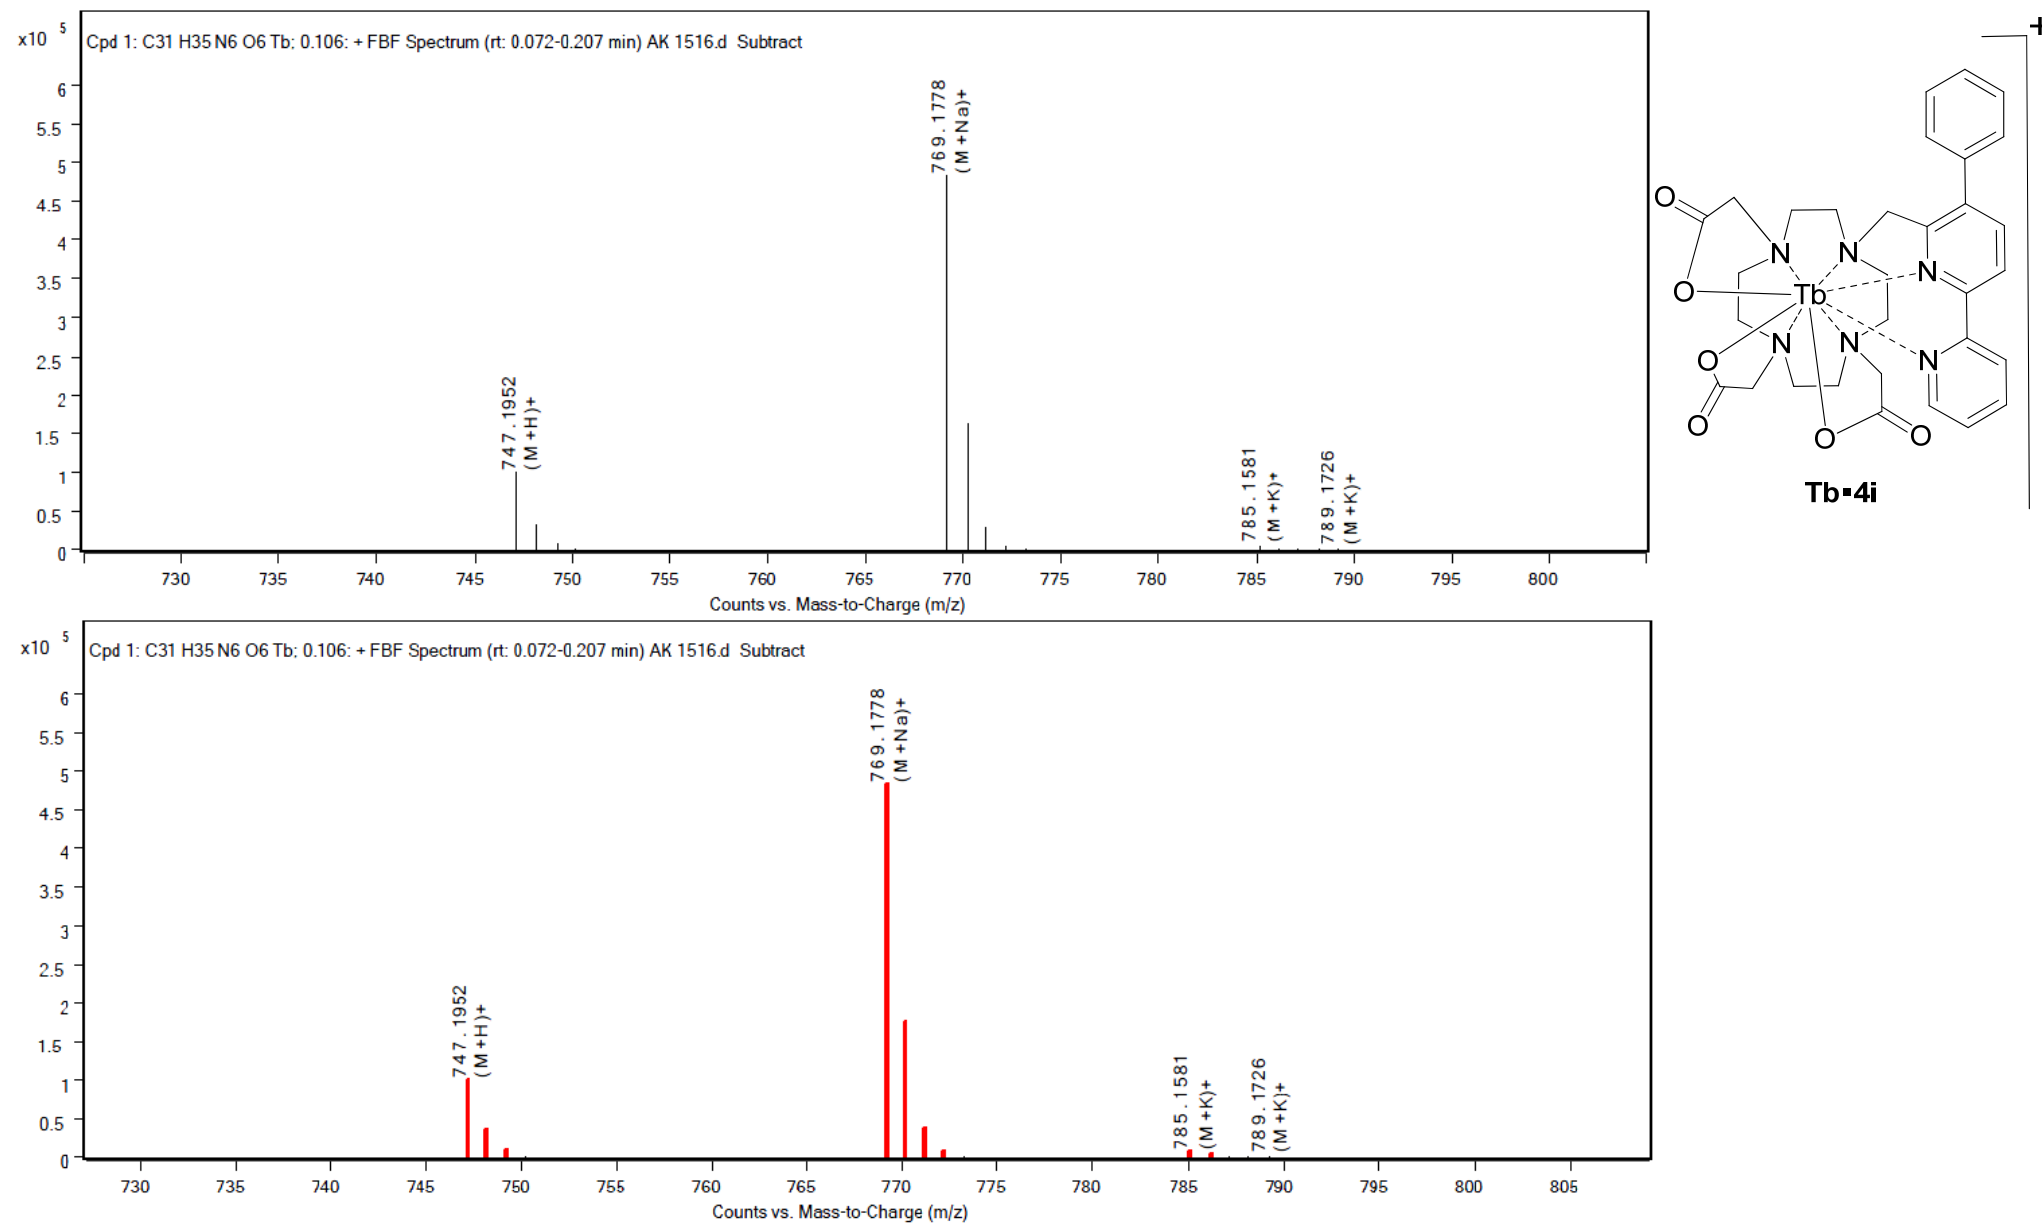 x10 5
Cpd 1: C31 H35 N6 O6 Tb: 0.106: + FBF Spectrum (rt: 0.072-0.207 min) AK 1516.d Subtract
6
5.5
5
4.5
4
3.5
3
2.5
2
1.5
1
0.5
0
747.1952
(M+H)+
769.1778
(M+Na)+
785.1581
(M+K)+
789.1726
(M+K)+
730 735 740 745 750 755 760 765 770 775 780 785 790 795 800
Counts vs. Mass-to-Charge (m/z)
+
O
N N
N
O Tb
O N N N
O O O
Tb▪4i
x10 5
Cpd 1: C31 H35 N6 O6 Tb: 0.106: + FBF Spectrum (rt: 0.072-0.207 min) AK 1516.d Subtract
6
5.5
5
4.5
4
3.5
3
2.5
2
1.5
1
0.5
0
747.1952
(M+H)+
769.1778
(M+Na)+
785.1581
(M+K)+
789.1726
(M+K)+
730 735 740 745 750 755 760 765 770 775 780 785 790 795 800 805
Counts vs. Mass-to-Charge (m/z)